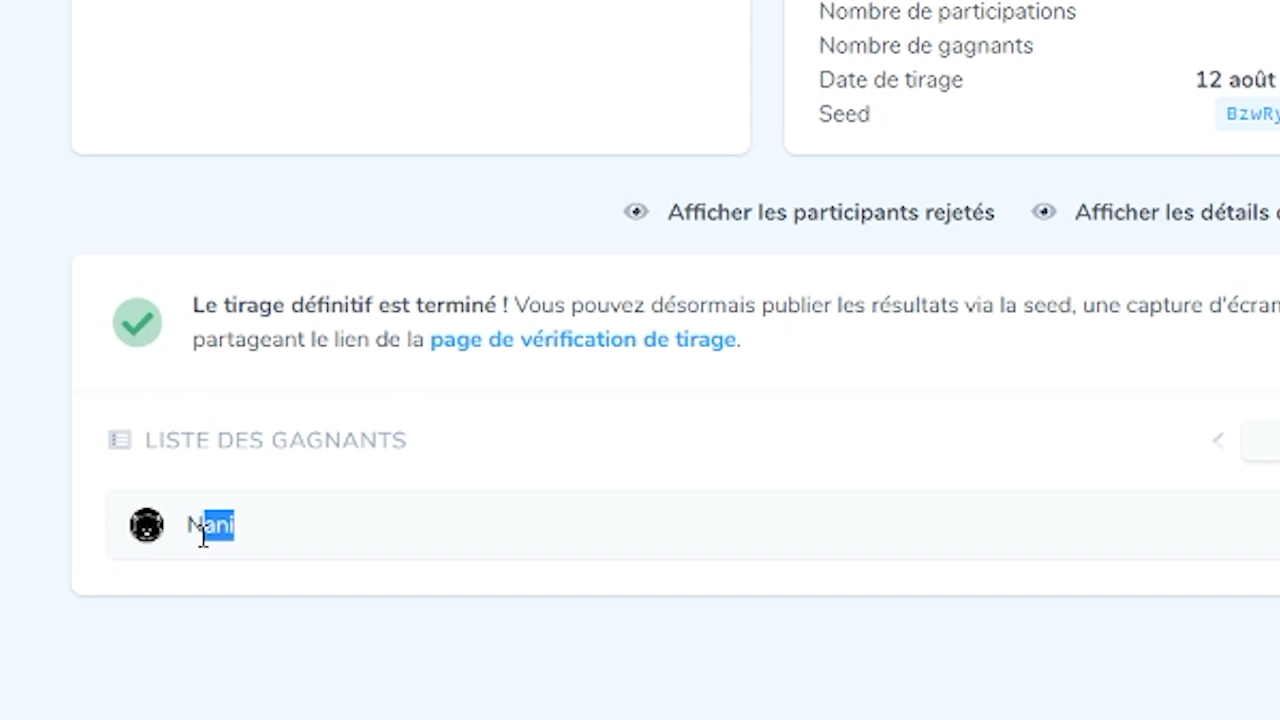 Nombre de participations
Nombre de gagnants
Date de tirage 12 août
Seed BzwRy
Afficher les participants rejetés Afficher les détails
Le tirage définitif est terminé ! Vous pouvez désormais publier les résultats via la seed, une capture d'écran
partageant le lien de la page de vérification de tirage.
LISTE DES GAGNANTS
Nani